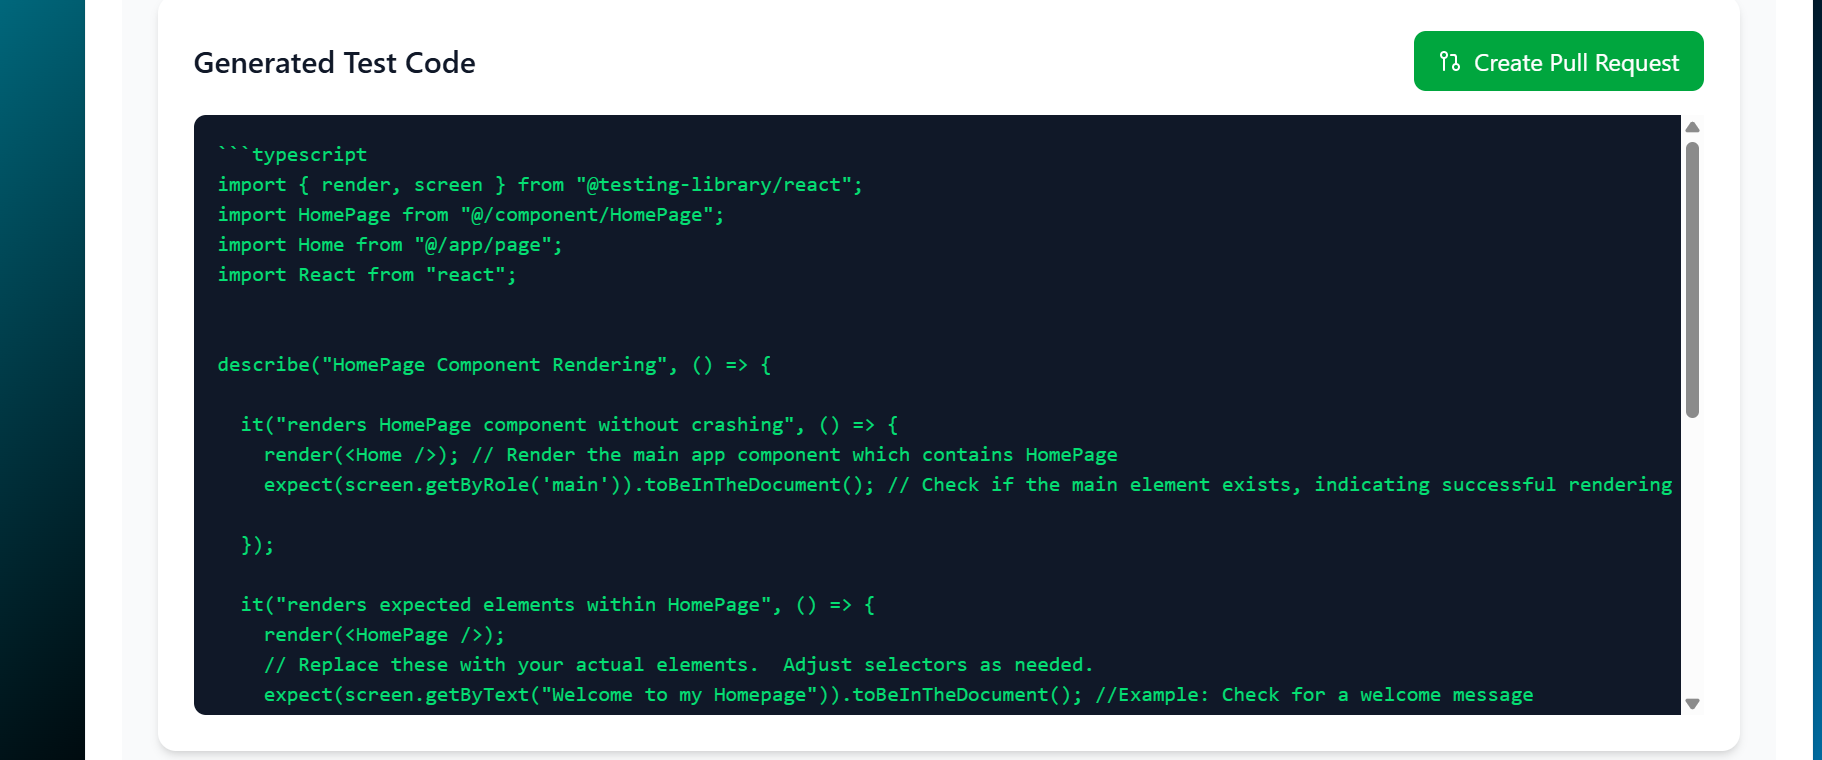 Generated Test Code
Create Pull Request
```typescript
import { render, screen } from "@testing-library/react";
import HomePage from "@/component/HomePage";
import Home from "@/app/page";
import React from "react";
describe("HomePage Component Rendering", () => {
  it("renders HomePage component without crashing", () => {
    render(<Home />); // Render the main app component which contains HomePage
    expect(screen.getByRole('main')).toBeInTheDocument(); // Check if the main element exists, indicating successful rendering
  });
  it("renders expected elements within HomePage", () => {
    render(<HomePage />);
    // Replace these with your actual elements.  Adjust selectors as needed.
    expect(screen.getByText("Welcome to my Homepage")).toBeInTheDocument(); //Example: Check for a welcome message